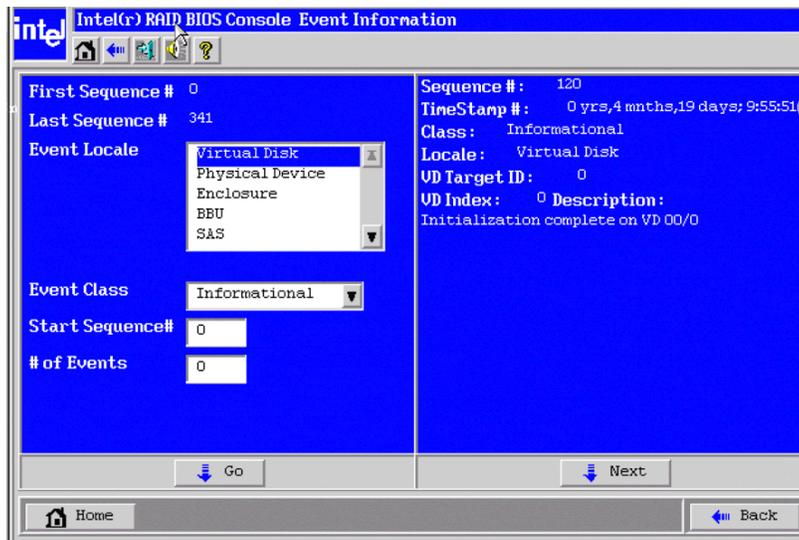 intel
Intel(r) RAID BIOS Console Event Information
First Sequence # 0
Last Sequence # 341
Event Locale
Virtual Disk
Physical Device
Enclosure
BBU
SAS
Event Class Informational
Start Sequence# 0
# of Events 0
Go
Sequence #: 120
TimeStamp #: 0 yrs,4 mnths,19 days; 9:55:51(
Class: Informational
Locale: Virtual Disk
VD Target ID: 0
VD Index: 0 Description:
Initialization complete on VD 00/0
Next
Home
Back